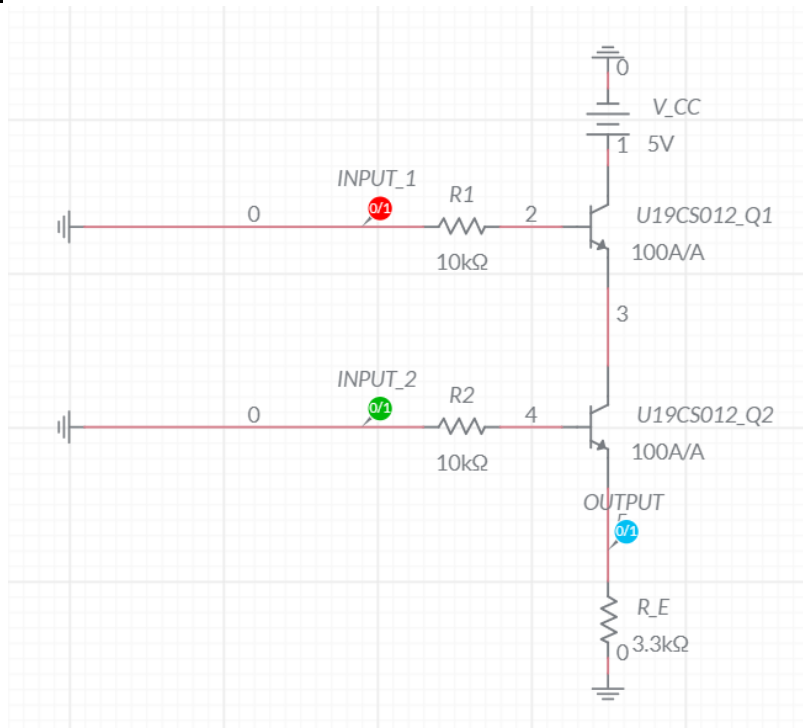 0
V_CC
1 5V
INPUT_1
0/1
R1
0
2
U19CS012_Q1
10kΩ
100A/A
3
INPUT_2
0/1
R2
0
4
U19CS012_Q2
10kΩ
100A/A
OUTPUT
0/1
R_E
0 3.3kΩ